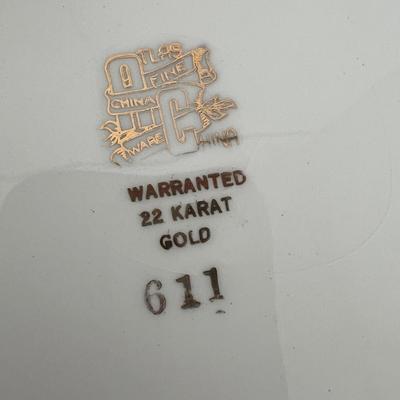 ATLAS
FINE
CHINA
C
WARE CHINA
WARRANTED
22 KARAT
GOLD
611